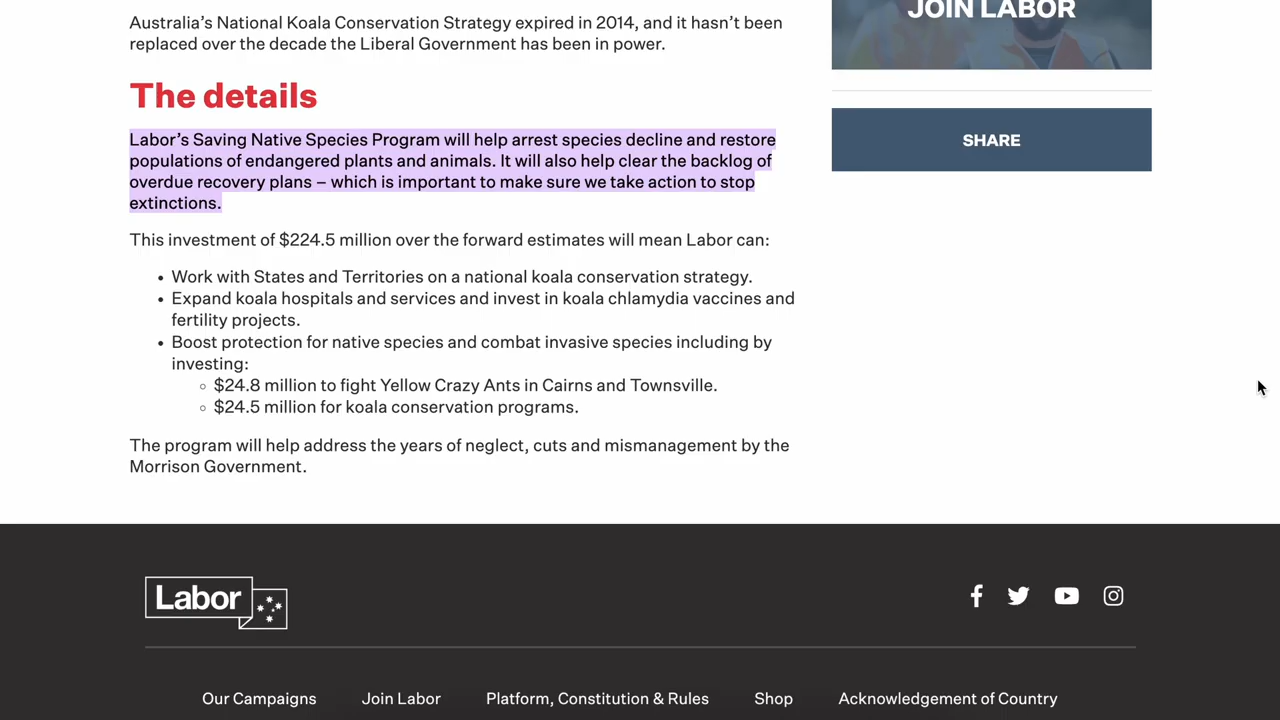 Australia’s National Koala Conservation Strategy expired in 2014, and it hasn’t been
replaced over the decade the Liberal Government has been in power.
JOIN LABOR
The details
Labor’s Saving Native Species Program will help arrest species decline and restore
populations of endangered plants and animals. It will also help clear the backlog of
overdue recovery plans – which is important to make sure we take action to stop
extinctions.
SHARE
This investment of $224.5 million over the forward estimates will mean Labor can:
• Work with States and Territories on a national koala conservation strategy.
• Expand koala hospitals and services and invest in koala chlamydia vaccines and
fertility projects.
• Boost protection for native species and combat invasive species including by
investing:
◦ $24.8 million to fight Yellow Crazy Ants in Cairns and Townsville.
◦ $24.5 million for koala conservation programs.
The program will help address the years of neglect, cuts and mismanagement by the
Morrison Government.
Labor
Our Campaigns Join Labor Platform, Constitution & Rules Shop Acknowledgement of Country